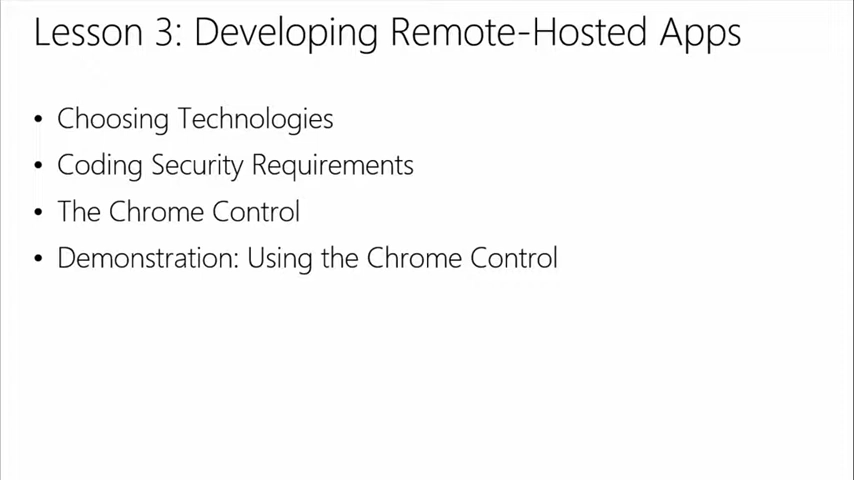 Lesson 3: Developing Remote-Hosted Apps
• Choosing Technologies
• Coding Security Requirements
• The Chrome Control
• Demonstration: Using the Chrome Control